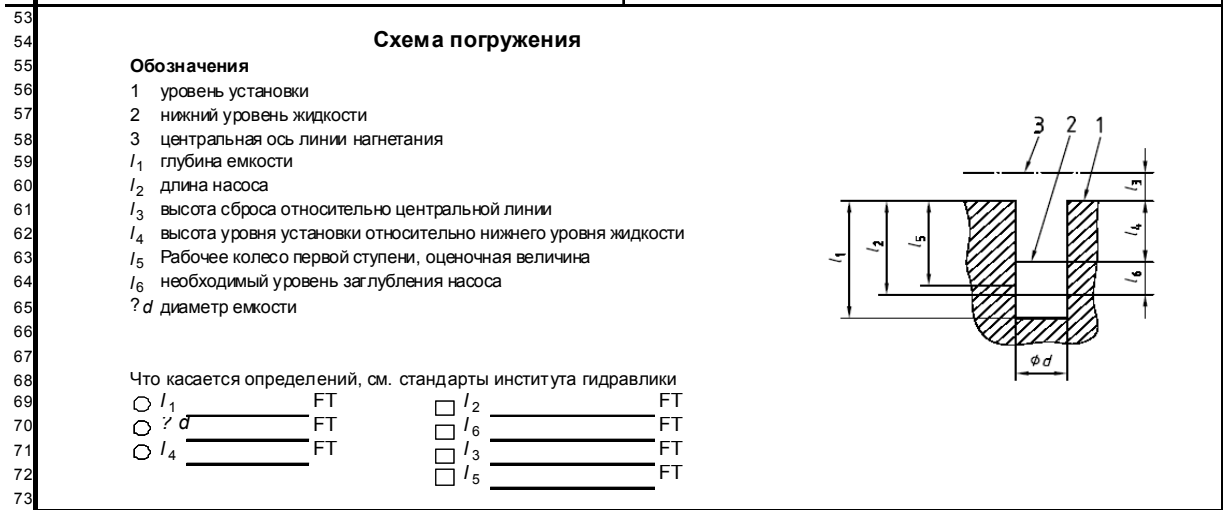 53
54 Схема погружения
55 Обозначения
56 1 уровень установки
57 2 нижний уровень жидкости
58 3 центральная ось линии нагнетания
59 l1 глубина емкости
60 l2 длина насоса
61 l3 высота сброса относительно центральной линии
62 l4 высота уровня установки относительно нижнего уровня жидкости
63 l5 Рабочее колесо первой ступени, оценочная величина
64 l6 необходимый уровень заглубления насоса
65 ? d диаметр емкости
66
67
68 Что касается определений, см. стандарты института гидравлики
69 l1 FT l2 FT
70 ? d FT l6 FT
71 l4 FT l3 FT
72 l5 FT
73
3 2 1
l3
l4
l1 l2 l5
l6
ϕd